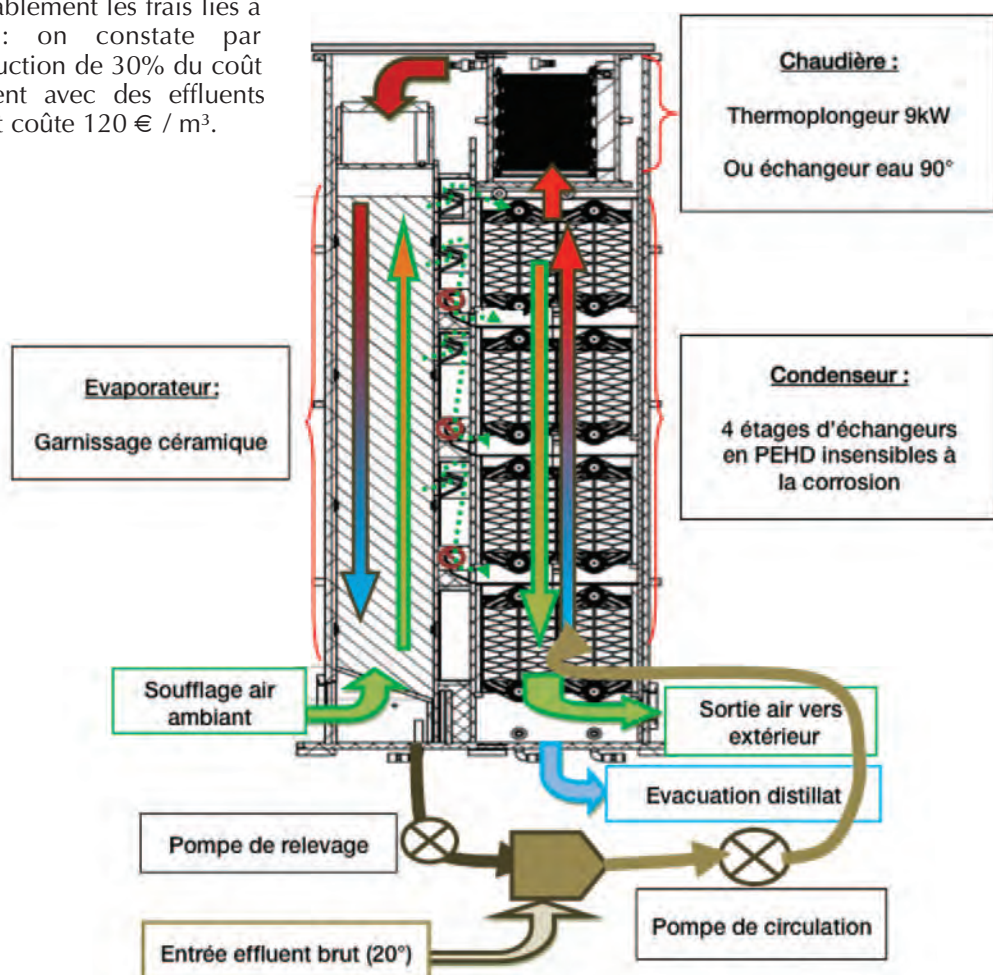 ablement les frais liés à
: on constate par
uction de 30% du coût
ent avec des effluents
t coûte 120 € / m³.
Chaudière :
Thermoplongeur 9kW
Ou échangeur eau 90°
Evaporateur :
Garnissage céramique
Condenseur :
4 étages d'échangeurs
en PEHD insensibles à
la corrosion
Soufflage air
ambiant
Sortie air vers
extérieur
Evacuation distillat
Pompe de relevage
Pompe de circulation
Entrée effluent brut (20°)